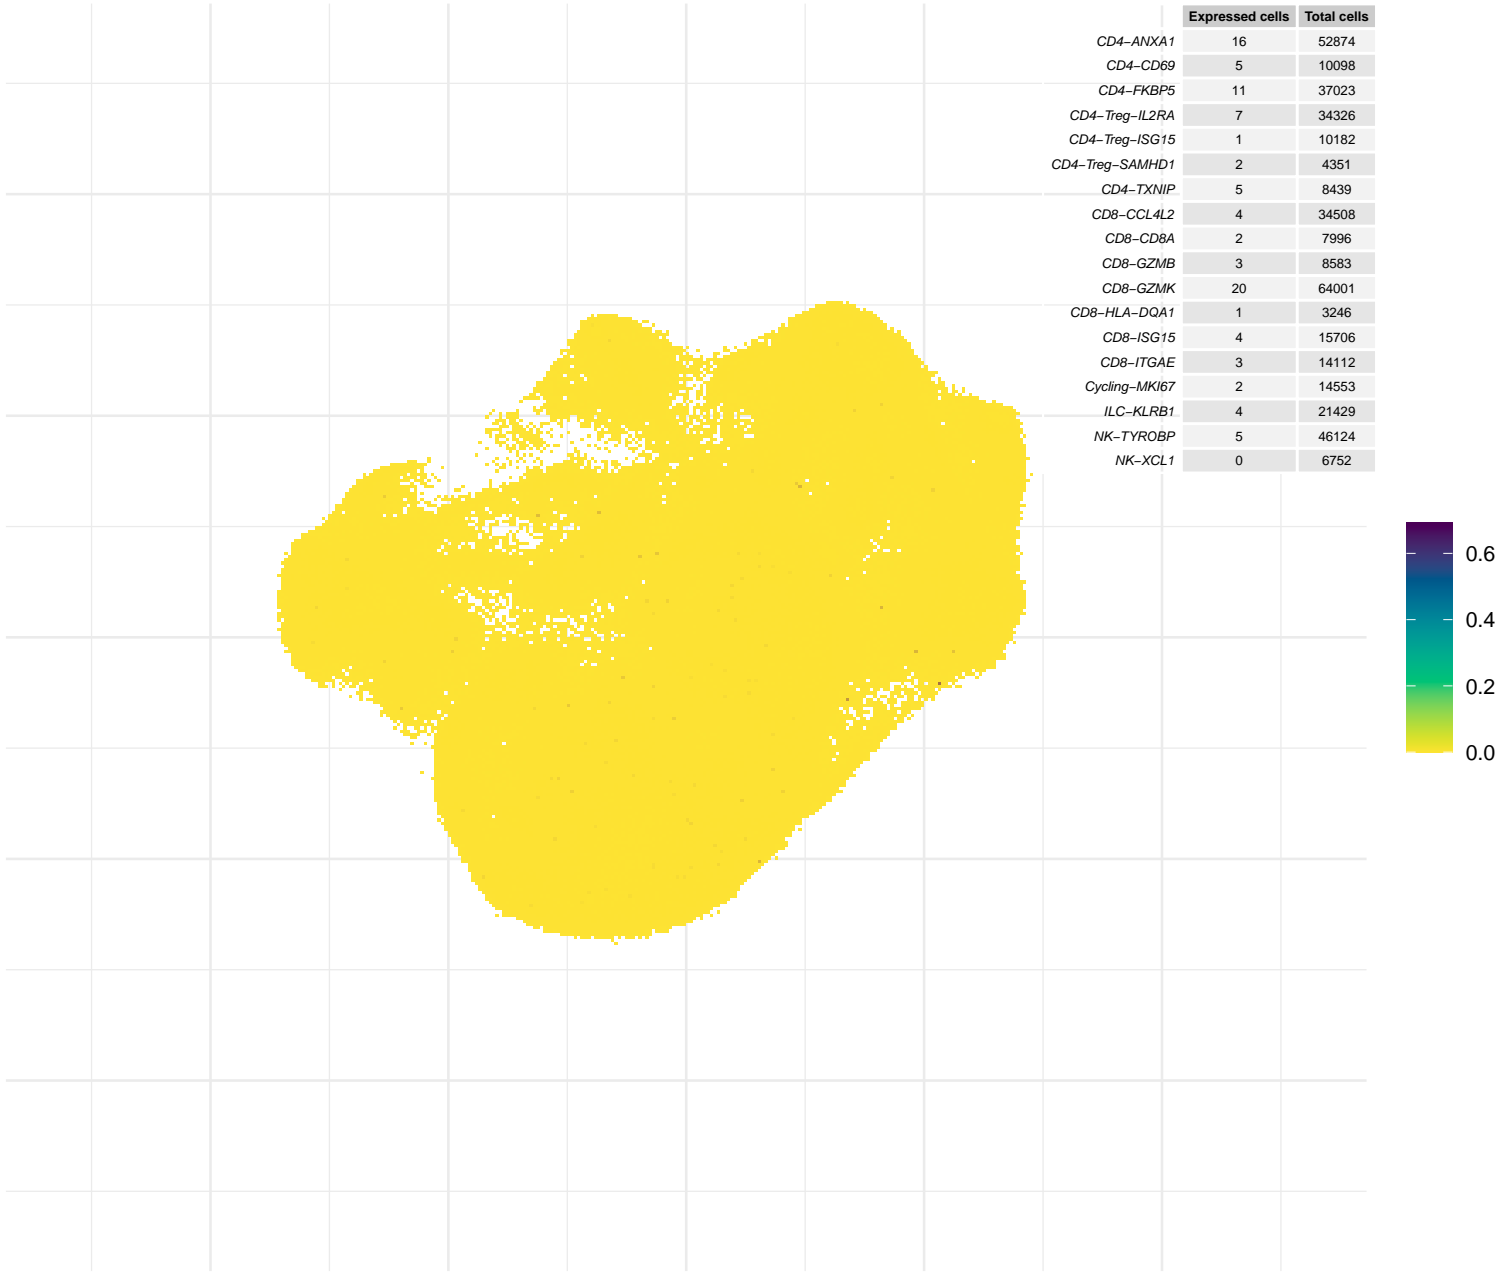 Expressed cells Total cells
CD4−ANXA1 16 52874
CD4−CD69 5 10098
CD4−FKBP5 11 37023
CD4−Treg−IL2RA 7 34326
CD4−Treg−ISG15 1 10182
CD4−Treg−SAMHD1 2 4351
CD4−TXNIP 5 8439
CD8−CCL4L2 4 34508
CD8−CD8A 2 7996
CD8−GZMB 3 8583
CD8−GZMK 20 64001
CD8−HLA−DQA1 1 3246
CD8−ISG15 4 15706
CD8−ITGAE 3 14112
Cycling−MKI67 2 14553
ILC−KLRB1 4 21429
NK−TYROBP 5 46124
NK−XCL1 0 6752
0.6
0.4
0.2
0.0